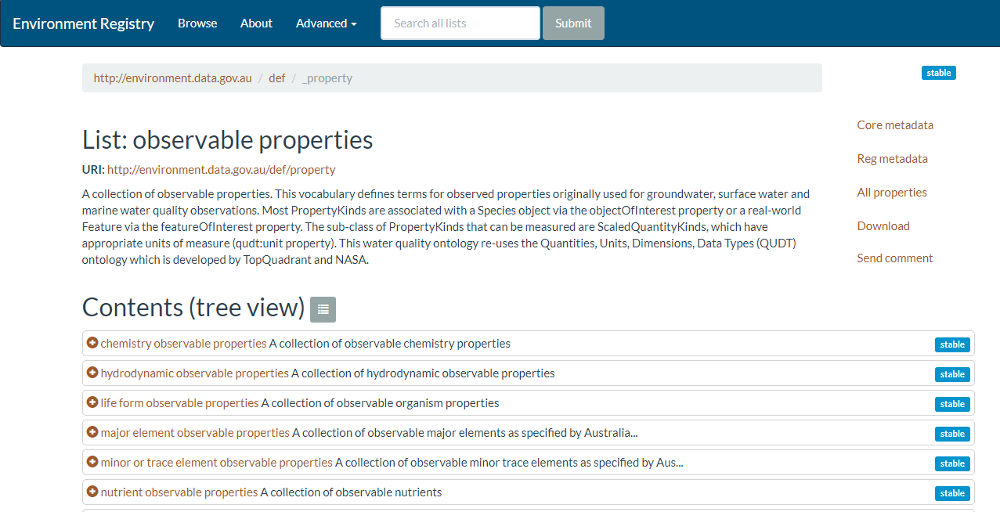 Environment Registry Browse About Advanced Search all lists Submit
http://environment.data.gov.au / def / _property
stable
Core metadata
Reg metadata
All properties
Download
Send comment
List: observable properties
URI: http://environment.data.gov.au/def/property
A collection of observable properties. This vocabulary defines terms for observed properties originally used for groundwater, surface water and
marine water quality observations. Most PropertyKinds are associated with a Species object via the objectOfInterest property or a real-world
Feature via the featureOfInterest property. The sub-class of PropertyKinds that can be measured are ScaledQuantityKinds, which have
appropriate units of measure (qudt:unit property). This water quality ontology re-uses the Quantities, Units, Dimensions, Data Types (QUDT)
ontology which is developed by TopQuadrant and NASA.
Contents (tree view)
chemistry observable properties A collection of observable chemistry properties stable
hydrodynamic observable properties A collection of hydrodynamic observable properties stable
life form observable properties A collection of observable organism properties stable
major element observable properties A collection of observable major elements as specified by Australia... stable
minor or trace element observable properties A collection of observable minor trace elements as specified by Aus... stable
nutrient observable properties A collection of observable nutrients stable